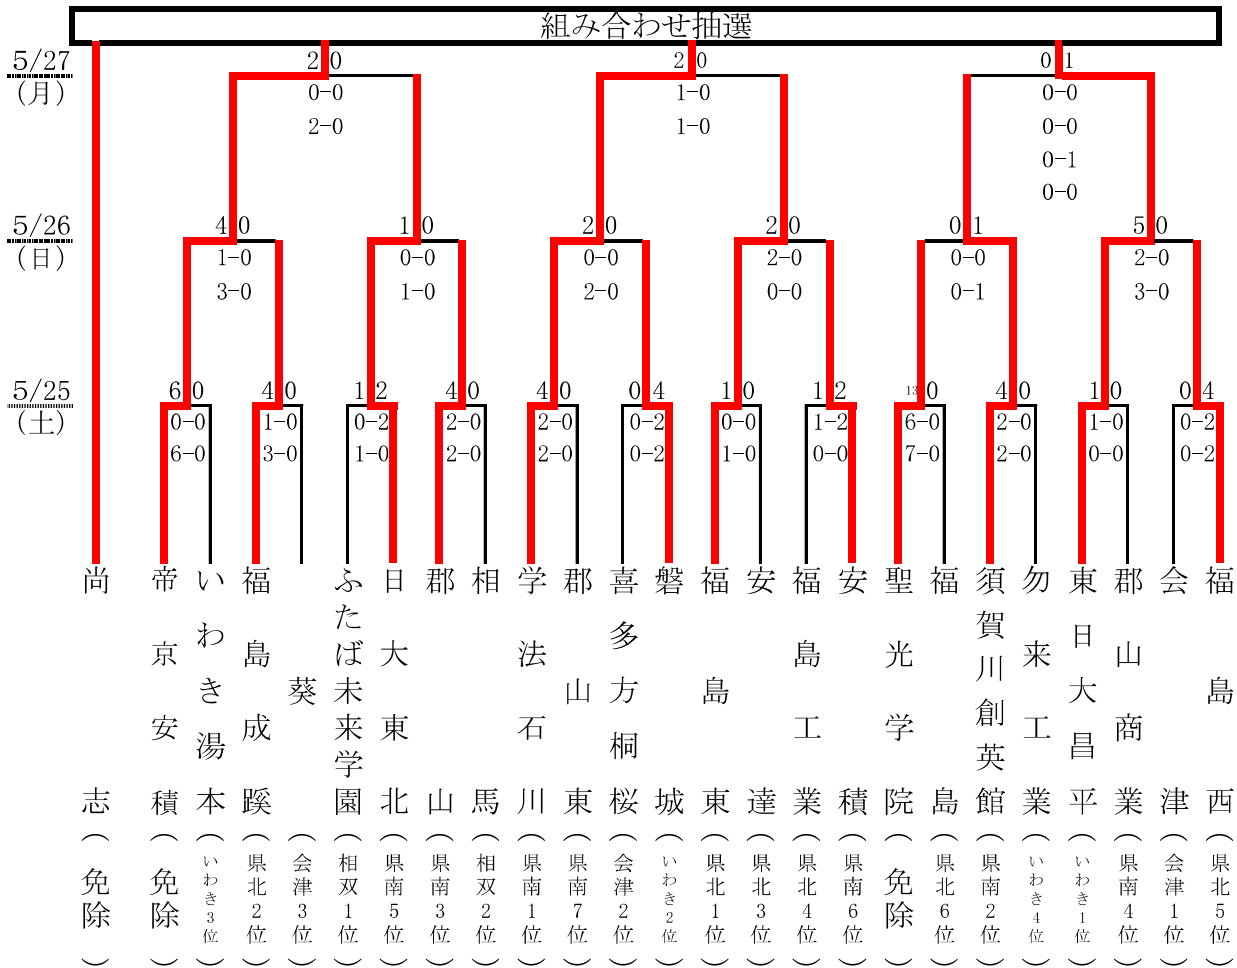 組み合わせ抽選
5/27
(月)
2 0
0-0
2-0
2 0
1-0
1-0
0 1
0-0
0-0
0-1
0-0
5/26
(日)
4 0
1-0
3-0
1 0
0-0
1-0
2 0
0-0
2-0
2 0
2-0
0-0
0 1
0-0
0-1
5 0
2-0
3-0
5/25
(土)
6 0
0-0
6-0
4 0
1-0
3-0
1 2
0-2
1-0
4 0
2-0
2-0
4 0
2-0
2-0
0 4
0-2
0-2
1 0
0-0
1-0
1 2
1-2
0-0
13 0
6-0
7-0
4 0
2-0
2-0
1 0
1-0
0-0
0 4
0-2
0-2
尚志(免除)
帝京安積(免除)
いわき湯本(いわき3位)
福島成蹊(県北2位)
葵(会津3位)
ふたば未来学園(相双1位)
日大東北(県南5位)
郡山(県南3位)
相馬(相双2位)
学法石川(県南1位)
郡山東(県南7位)
喜多方桐桜(会津2位)
磐城(いわき2位)
福島東(県北1位)
安達(県北3位)
福島工業(県北4位)
安積(県南6位)
聖光学院(免除)
福島(県北6位)
須賀川創英館(県南2位)
勿来工業(いわき4位)
東日大昌平(いわき1位)
郡山商業(県南4位)
会津(会津1位)
福島西(県北5位)